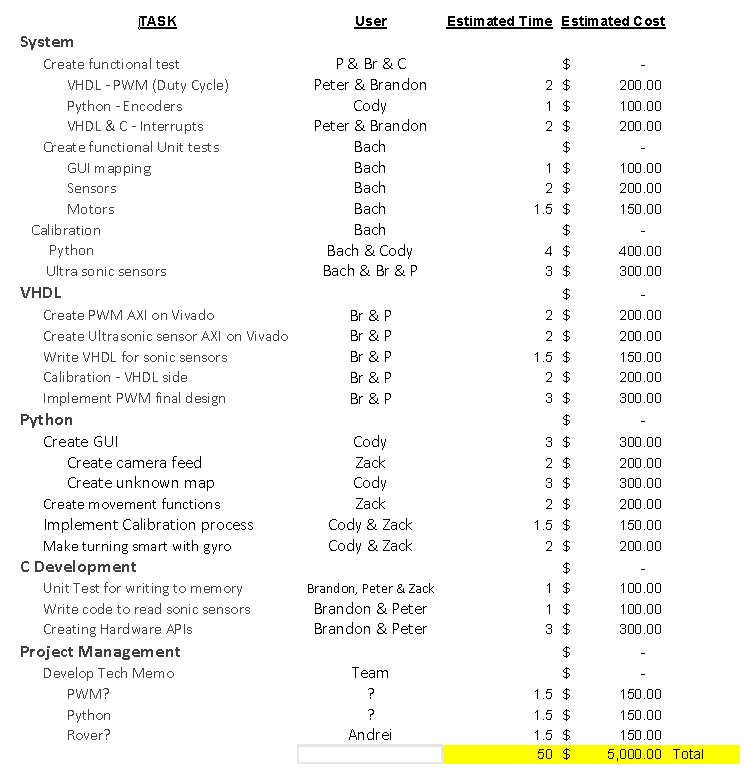 TASK User Estimated Time Estimated Cost
System
Create functional test P & Br & C $ -
VHDL - PWM (Duty Cycle) Peter & Brandon 2 $ 200.00
Python - Encoders Cody 1 $ 100.00
VHDL & C - Interrupts Peter & Brandon 2 $ 200.00
Create functional Unit tests Bach $ -
GUI mapping Bach 1 $ 100.00
Sensors Bach 2 $ 200.00
Motors Bach 1.5 $ 150.00
Calibration Bach $ -
Python Bach & Cody 4 $ 400.00
Ultra sonic sensors Bach & Br & P 3 $ 300.00
VHDL $ -
Create PWM AXI on Vivado Br & P 2 $ 200.00
Create Ultrasonic sensor AXI on Vivado Br & P 2 $ 200.00
Write VHDL for sonic sensors Br & P 1.5 $ 150.00
Calibration - VHDL side Br & P 2 $ 200.00
Implement PWM final design Br & P 3 $ 300.00
Python $ -
Create GUI Cody 3 $ 300.00
Create camera feed Zack 2 $ 200.00
Create unknown map Cody 3 $ 300.00
Create movement functions Zack 2 $ 200.00
Implement Calibration process Cody & Zack 1.5 $ 150.00
Make turning smart with gyro Cody & Zack 2 $ 200.00
C Development $ -
Unit Test for writing to memory Brandon, Peter & Zack 1 $ 100.00
Write code to read sonic sensors Brandon & Peter 1 $ 100.00
Creating Hardware APIs Brandon & Peter 3 $ 300.00
Project Management $ -
Develop Tech Memo Team $ -
PWM? ? 1.5 $ 150.00
Python ? 1.5 $ 150.00
Rover? Andrei 1.5 $ 150.00
50 $ 5,000.00 Total